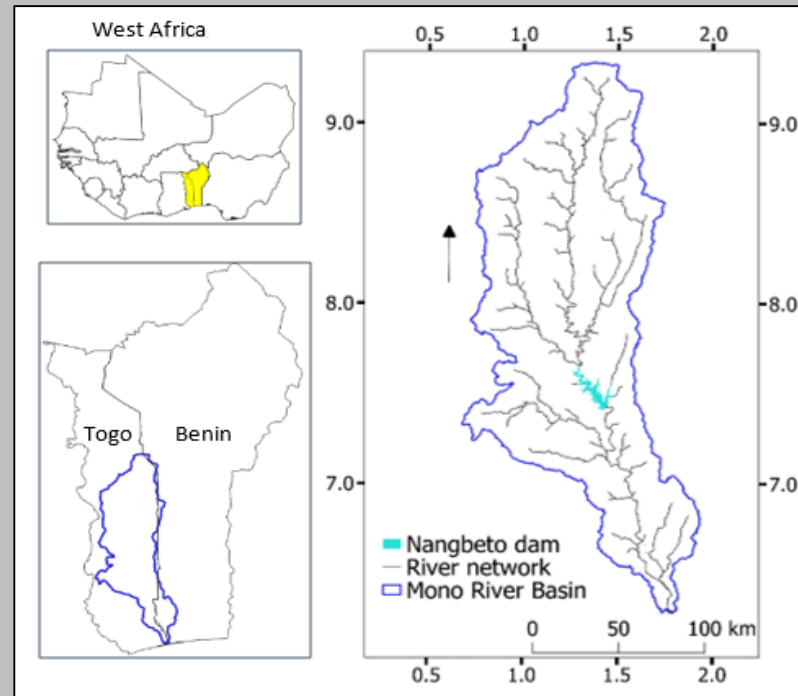 West Africa
Togo Benin
0.5 1.0 1.5 2.0
9.0 9.0
8.0 8.0
7.0 7.0
Nangbeto dam
River network
Mono River Basin
0 50 100 km
0.5 1.0 1.5 2.0